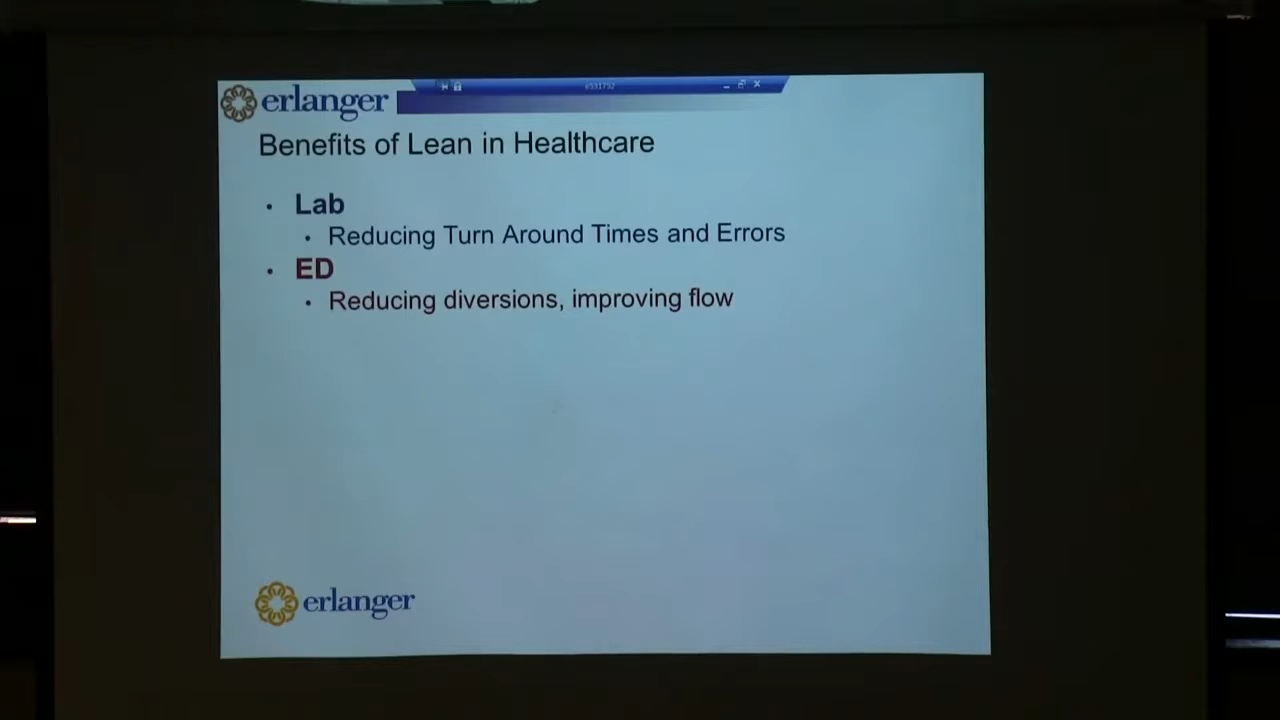 erlanger
Benefits of Lean in Healthcare
• Lab
• Reducing Turn Around Times and Errors
• ED
• Reducing diversions, improving flow
erlanger